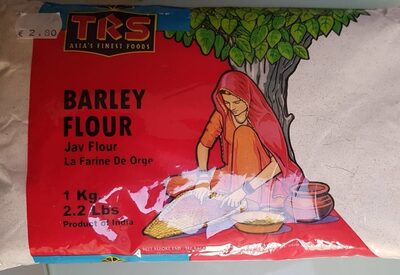 € 2.80
TRS
ASIA'S FINEST FOODS
BARLEY
FLOUR
Jav Flour
La Farine De Orge
1 Kg
2.2 Lbs
Product of India